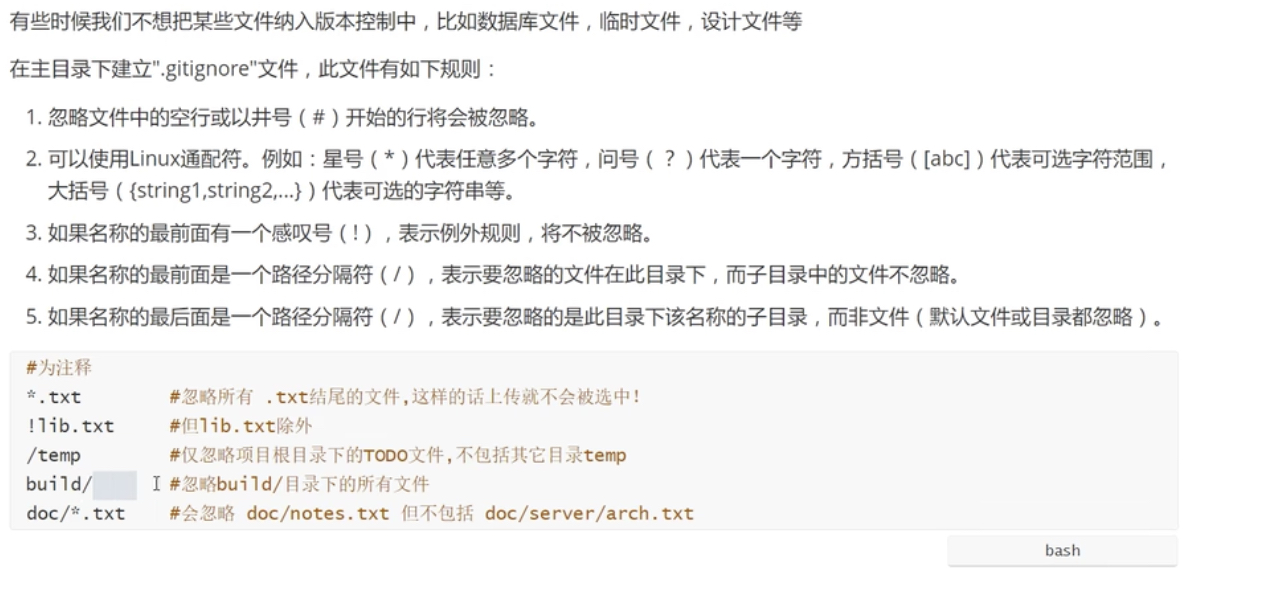 有些时候我们不想把某些文件纳入版本控制中，比如数据库文件，临时文件，设计文件等
在主目录下建立".gitignore"文件，此文件有如下规则：
1. 忽略文件中的空行或以井号（#）开始的行将会被忽略。
2. 可以使用Linux通配符。例如：星号（*）代表任意多个字符，问号（？）代表一个字符，方括号（[abc]）代表可选字符范围，
大括号（{string1,string2,...}）代表可选的字符串等。
3. 如果名称的最前面有一个感叹号（!），表示例外规则，将不被忽略。
4. 如果名称的最前面是一个路径分隔符（/），表示要忽略的文件在此目录下，而子目录中的文件不忽略。
5. 如果名称的最后面是一个路径分隔符（/），表示要忽略的是此目录下该名称的子目录，而非文件（默认文件或目录都忽略）。
#为注释
*.txt #忽略所有 .txt结尾的文件,这样的话上传就不会被选中!
!lib.txt #但lib.txt除外
/temp #仅忽略项目根目录下的TODO文件,不包括其它目录temp
build/ #忽略build/目录下的所有文件
doc/*.txt #会忽略 doc/notes.txt 但不包括 doc/server/arch.txt
bash